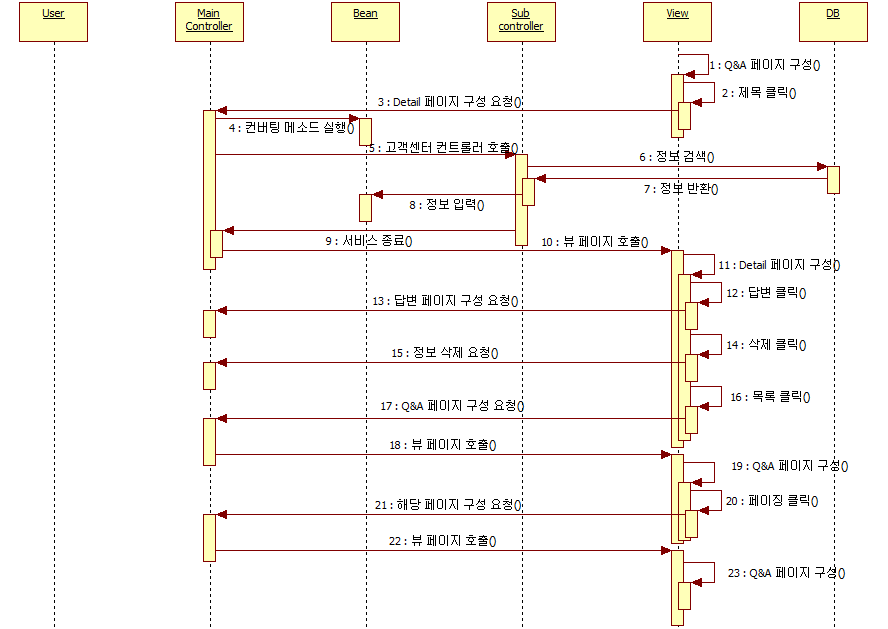 User
Main
Controller
Bean
Sub
controller
View
DB
1 : Q&A 페이지 구성()
2 : 제목 클릭()
3 : Detail 페이지 구성 요청()
4 : 컨버팅 메소드 실행()
5 : 고객센터 컨트롤러 호출()
6 : 정보 검색()
7 : 정보 반환()
8 : 정보 입력()
9 : 서비스 종료()
10 : 뷰 페이지 호출()
11 : Detail 페이지 구성()
12 : 답변 클릭()
13 : 답변 페이지 구성 요청()
14 : 삭제 클릭()
15 : 정보 삭제 요청()
16 : 목록 클릭()
17 : Q&A 페이지 구성 요청()
18 : 뷰 페이지 호출()
19 : Q&A 페이지 구성()
20 : 페이징 클릭()
21 : 해당 페이지 구성 요청()
22 : 뷰 페이지 호출()
23 : Q&A 페이지 구성()